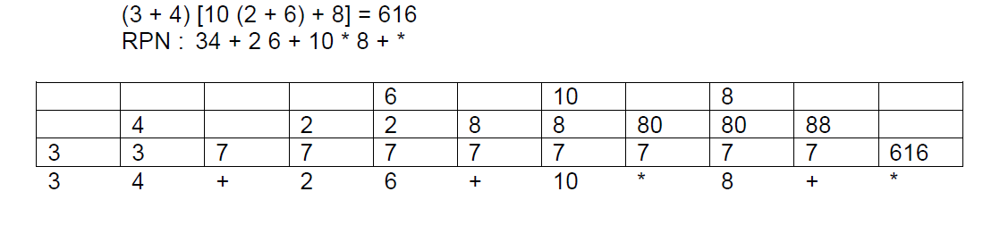 (3 + 4) [10 (2 + 6) + 8] = 616
RPN : 34 + 2 6 + 10 * 8 + *
6 10 8
4 2 2 8 8 80 80 88
3 3 7 7 7 7 7 7 7 7 616
3 4 + 2 6 + 10 * 8 + *